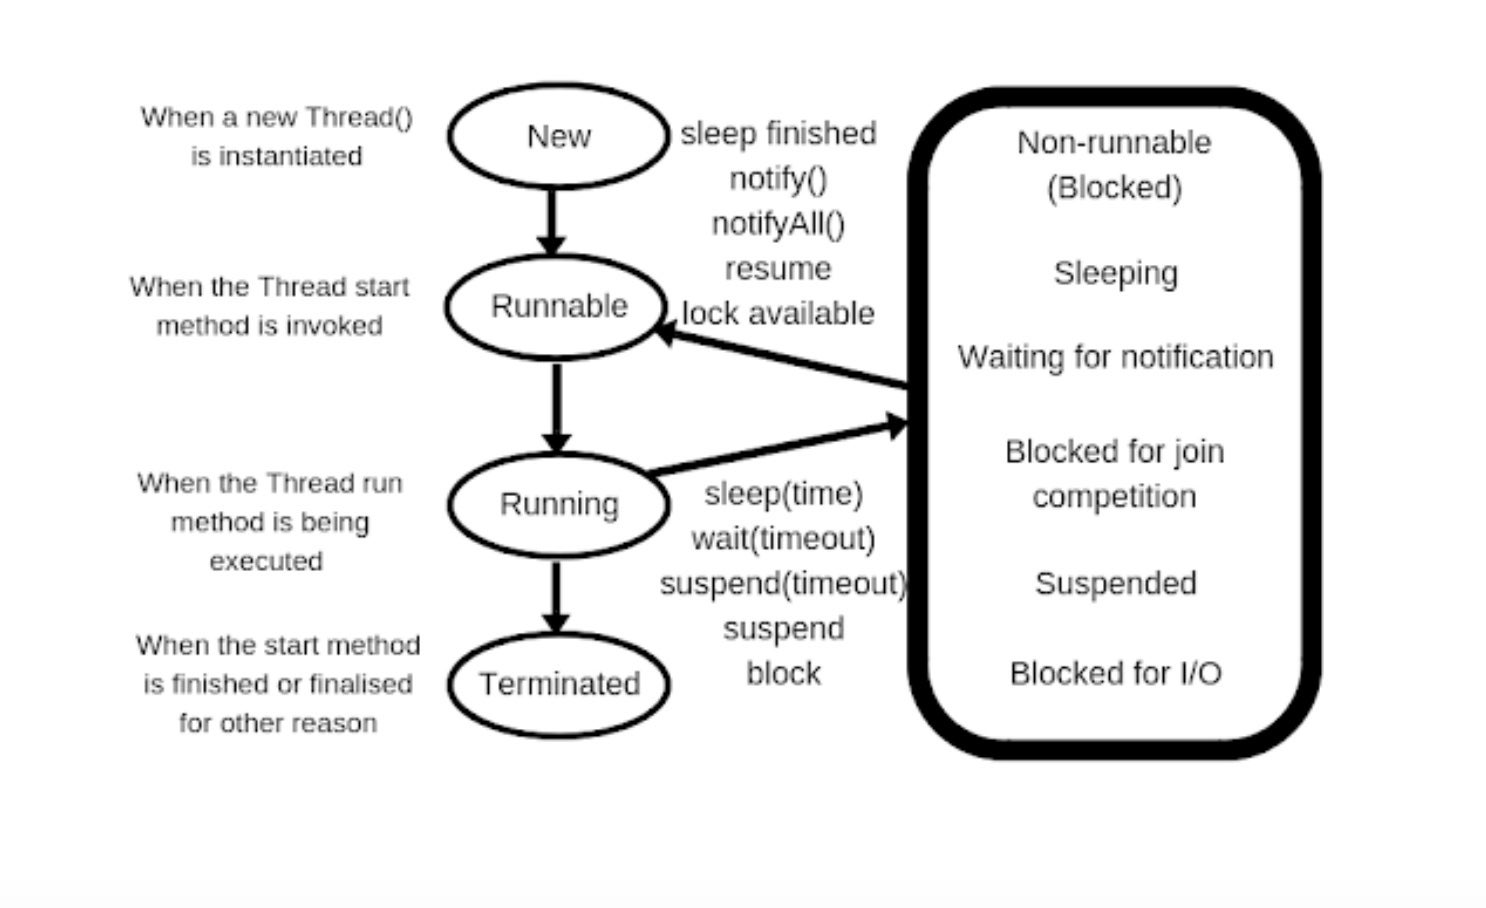 When a new Thread()
is instantiated
New
sleep finished
notify()
notifyAll()
resume
lock available
When the Thread start
method is invoked
Runnable
When the Thread run
method is being
executed
Running
sleep(time)
wait(timeout)
suspend(timeout)
suspend
block
When the start method
is finished or finalised
for other reason
Terminated
Non-runnable
(Blocked)
Sleeping
Waiting for notification
Blocked for join
competition
Suspended
Blocked for I/O